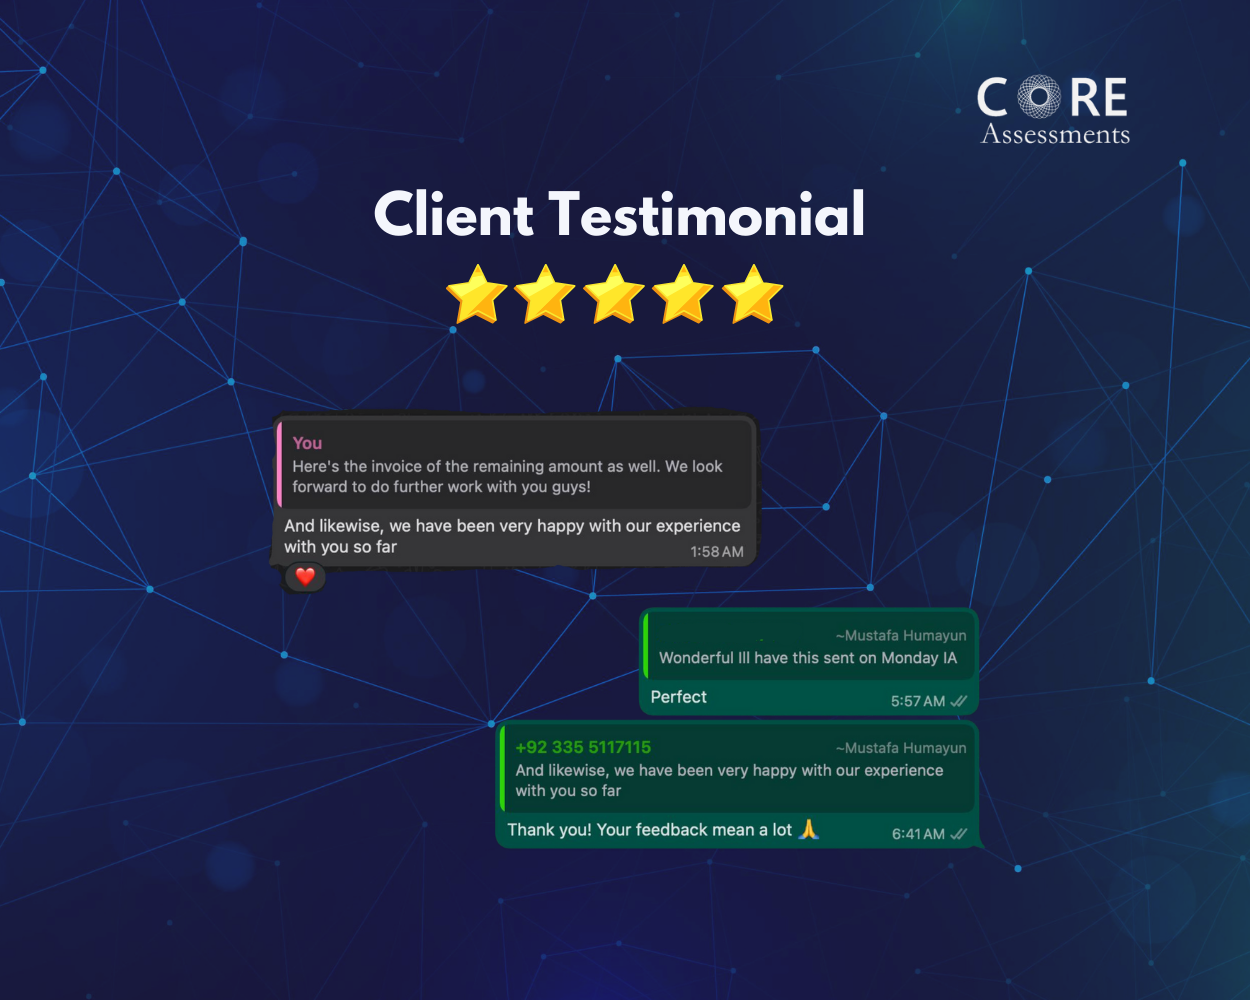 CORE
Assessments
Client Testimonial
You
Here's the invoice of the remaining amount as well. We look
forward to do further work with you guys!
And likewise, we have been very happy with our experience
with you so far
1:58 AM
~Mustafa Humayun
Wonderful Ill have this sent on Monday IA
Perfect
5:57 AM
+92 335 5117115
~Mustafa Humayun
And likewise, we have been very happy with our experience
with you so far
Thank you! Your feedback mean a lot 🙏
6:41 AM